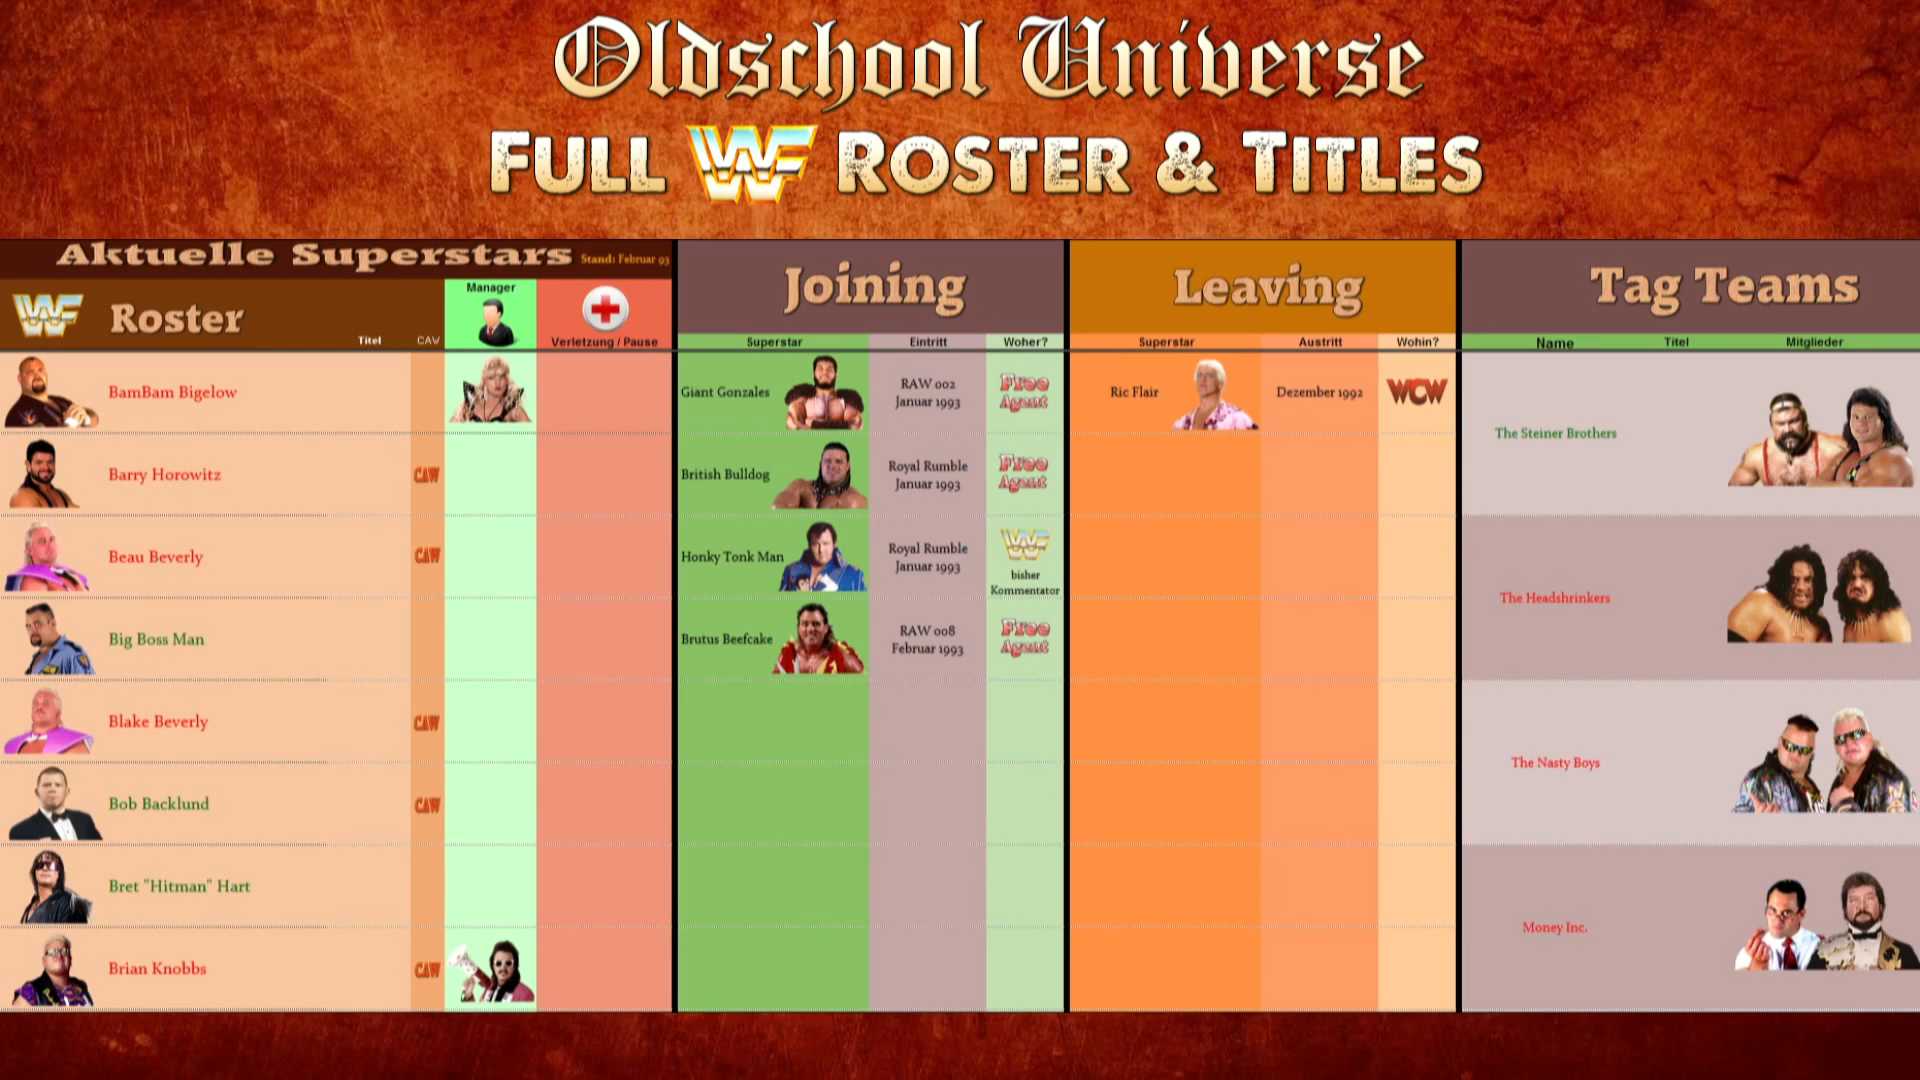 Oldschool Universe
FULL WF ROSTER & TITLES
Aktuelle Superstars Stand: Februar 93
WF Roster Titel CAW
Manager
Verletzung / Pause
Joining
Superstar Eintritt Woher?
Leaving
Superstar Austritt Wohin?
Tag Teams
Name Titel Mitglieder
BamBam Bigelow
Barry Horowitz CAW
Beau Beverly CAW
Big Boss Man
Blake Beverly CAW
Bob Backlund CAW
Bret "Hitman" Hart
Brian Knobbs CAW
Giant Gonzales
RAW 002
Januar 1993
Free
Agent
British Bulldog
Royal Rumble
Januar 1993
Free
Agent
Honky Tonk Man
Royal Rumble
Januar 1993
WF
bisher
Kommentator
Brutus Beefcake
RAW 008
Februar 1993
Free
Agent
Ric Flair Dezember 1992 WCW
The Steiner Brothers
The Headshrinkers
The Nasty Boys
Money Inc.